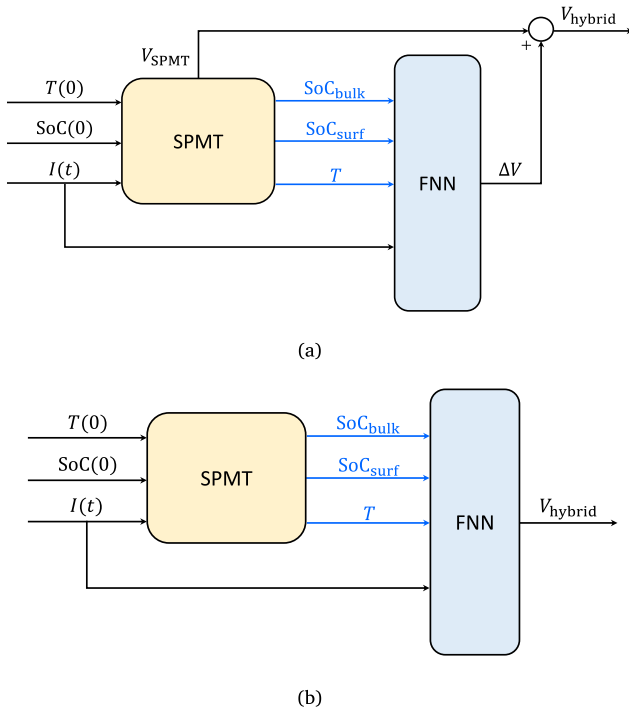 V_hybrid
V_SPMT
+
T(0)
SoC_bulk
SoC(0)
SPMT
SoC_surf
I(t)
T
FNN
ΔV
(a)
T(0)
SoC_bulk
SoC(0)
SPMT
SoC_surf
I(t)
T
FNN
V_hybrid
(b)